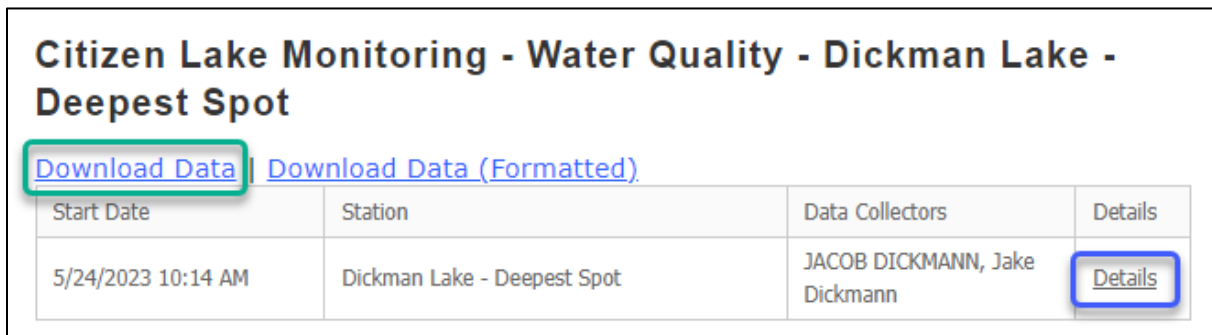 Citizen Lake Monitoring - Water Quality - Dickman Lake -
Deepest Spot
Download Data | Download Data (Formatted)
Start Date Station Data Collectors Details
5/24/2023 10:14 AM Dickman Lake - Deepest Spot JACOB DICKMANN, Jake
Dickmann Details